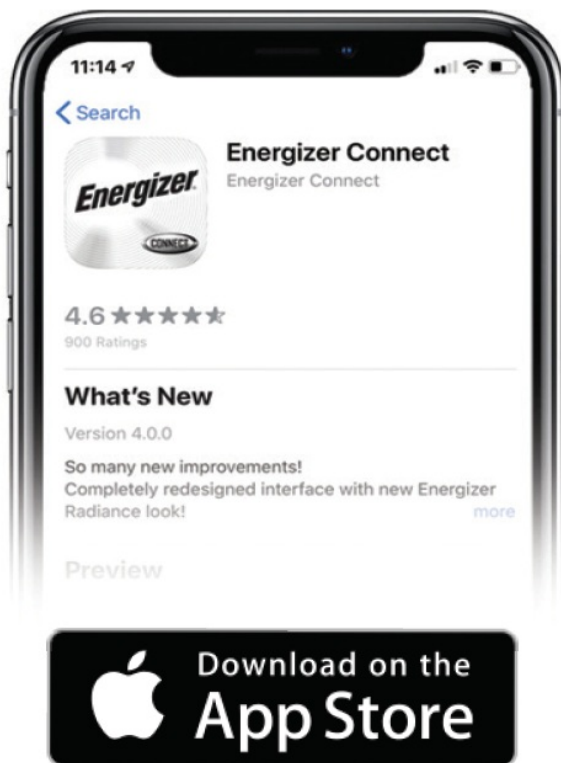 11:14
Search
Energizer Connect
Energizer Connect
Energizer
CONNECT
4.6
900 Ratings
What's New
Version 4.0.0
So many new improvements!
Completely redesigned interface with new Energizer
Radiance look!
more
Preview
Download on the
App Store